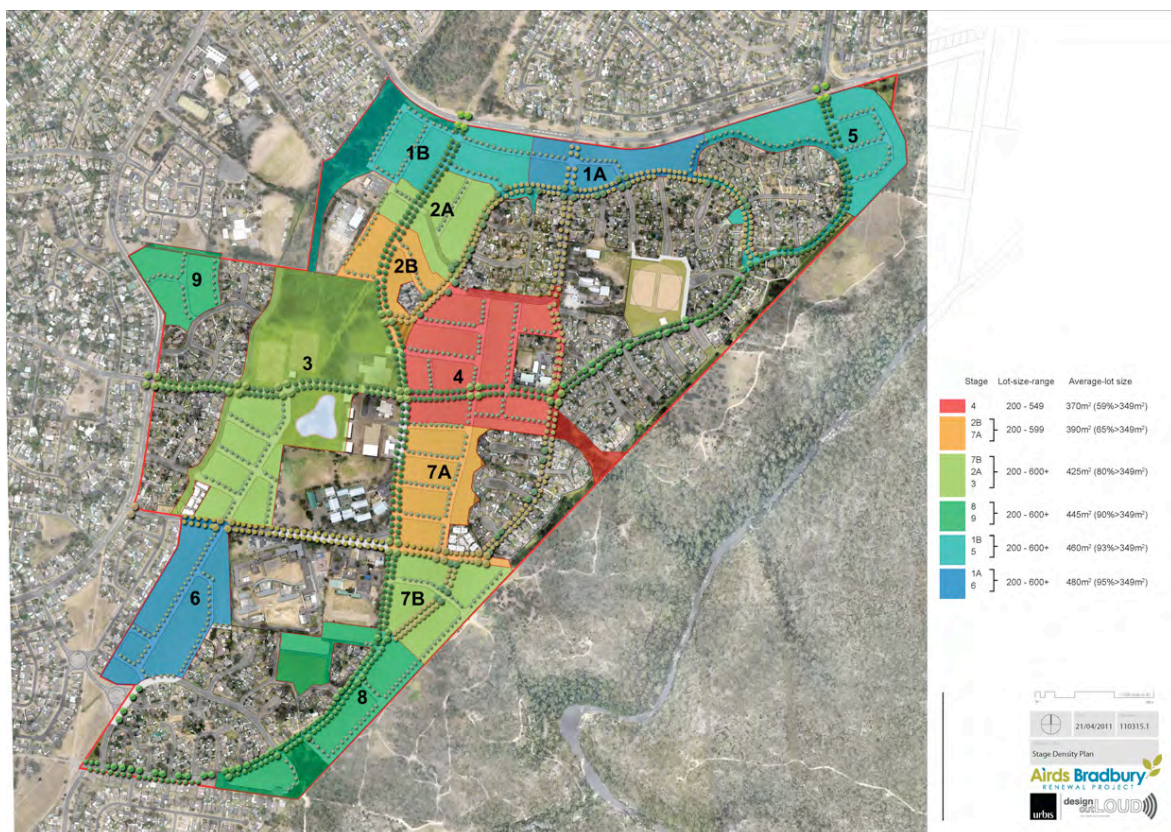 1B
1A
5
2A
2B
9
3
4
7A
6
7B
8
Stage Lot-size-range Average-lot size
4 200 - 549 370m² (59%>349m²)
2B
7A
200 - 599 390m² (65%>349m²)
7B
2A
3
200 - 600+ 425m² (80%>349m²)
8
9
200 - 600+ 445m² (90%>349m²)
1B
5
200 - 600+ 460m² (93%>349m²)
1A
6
200 - 600+ 480m² (95%>349m²)
21/04/2011 110315.1
Stage Density Plan
Airds Bradbury
RENEWAL PROJECT
urbis
design
out LOUD